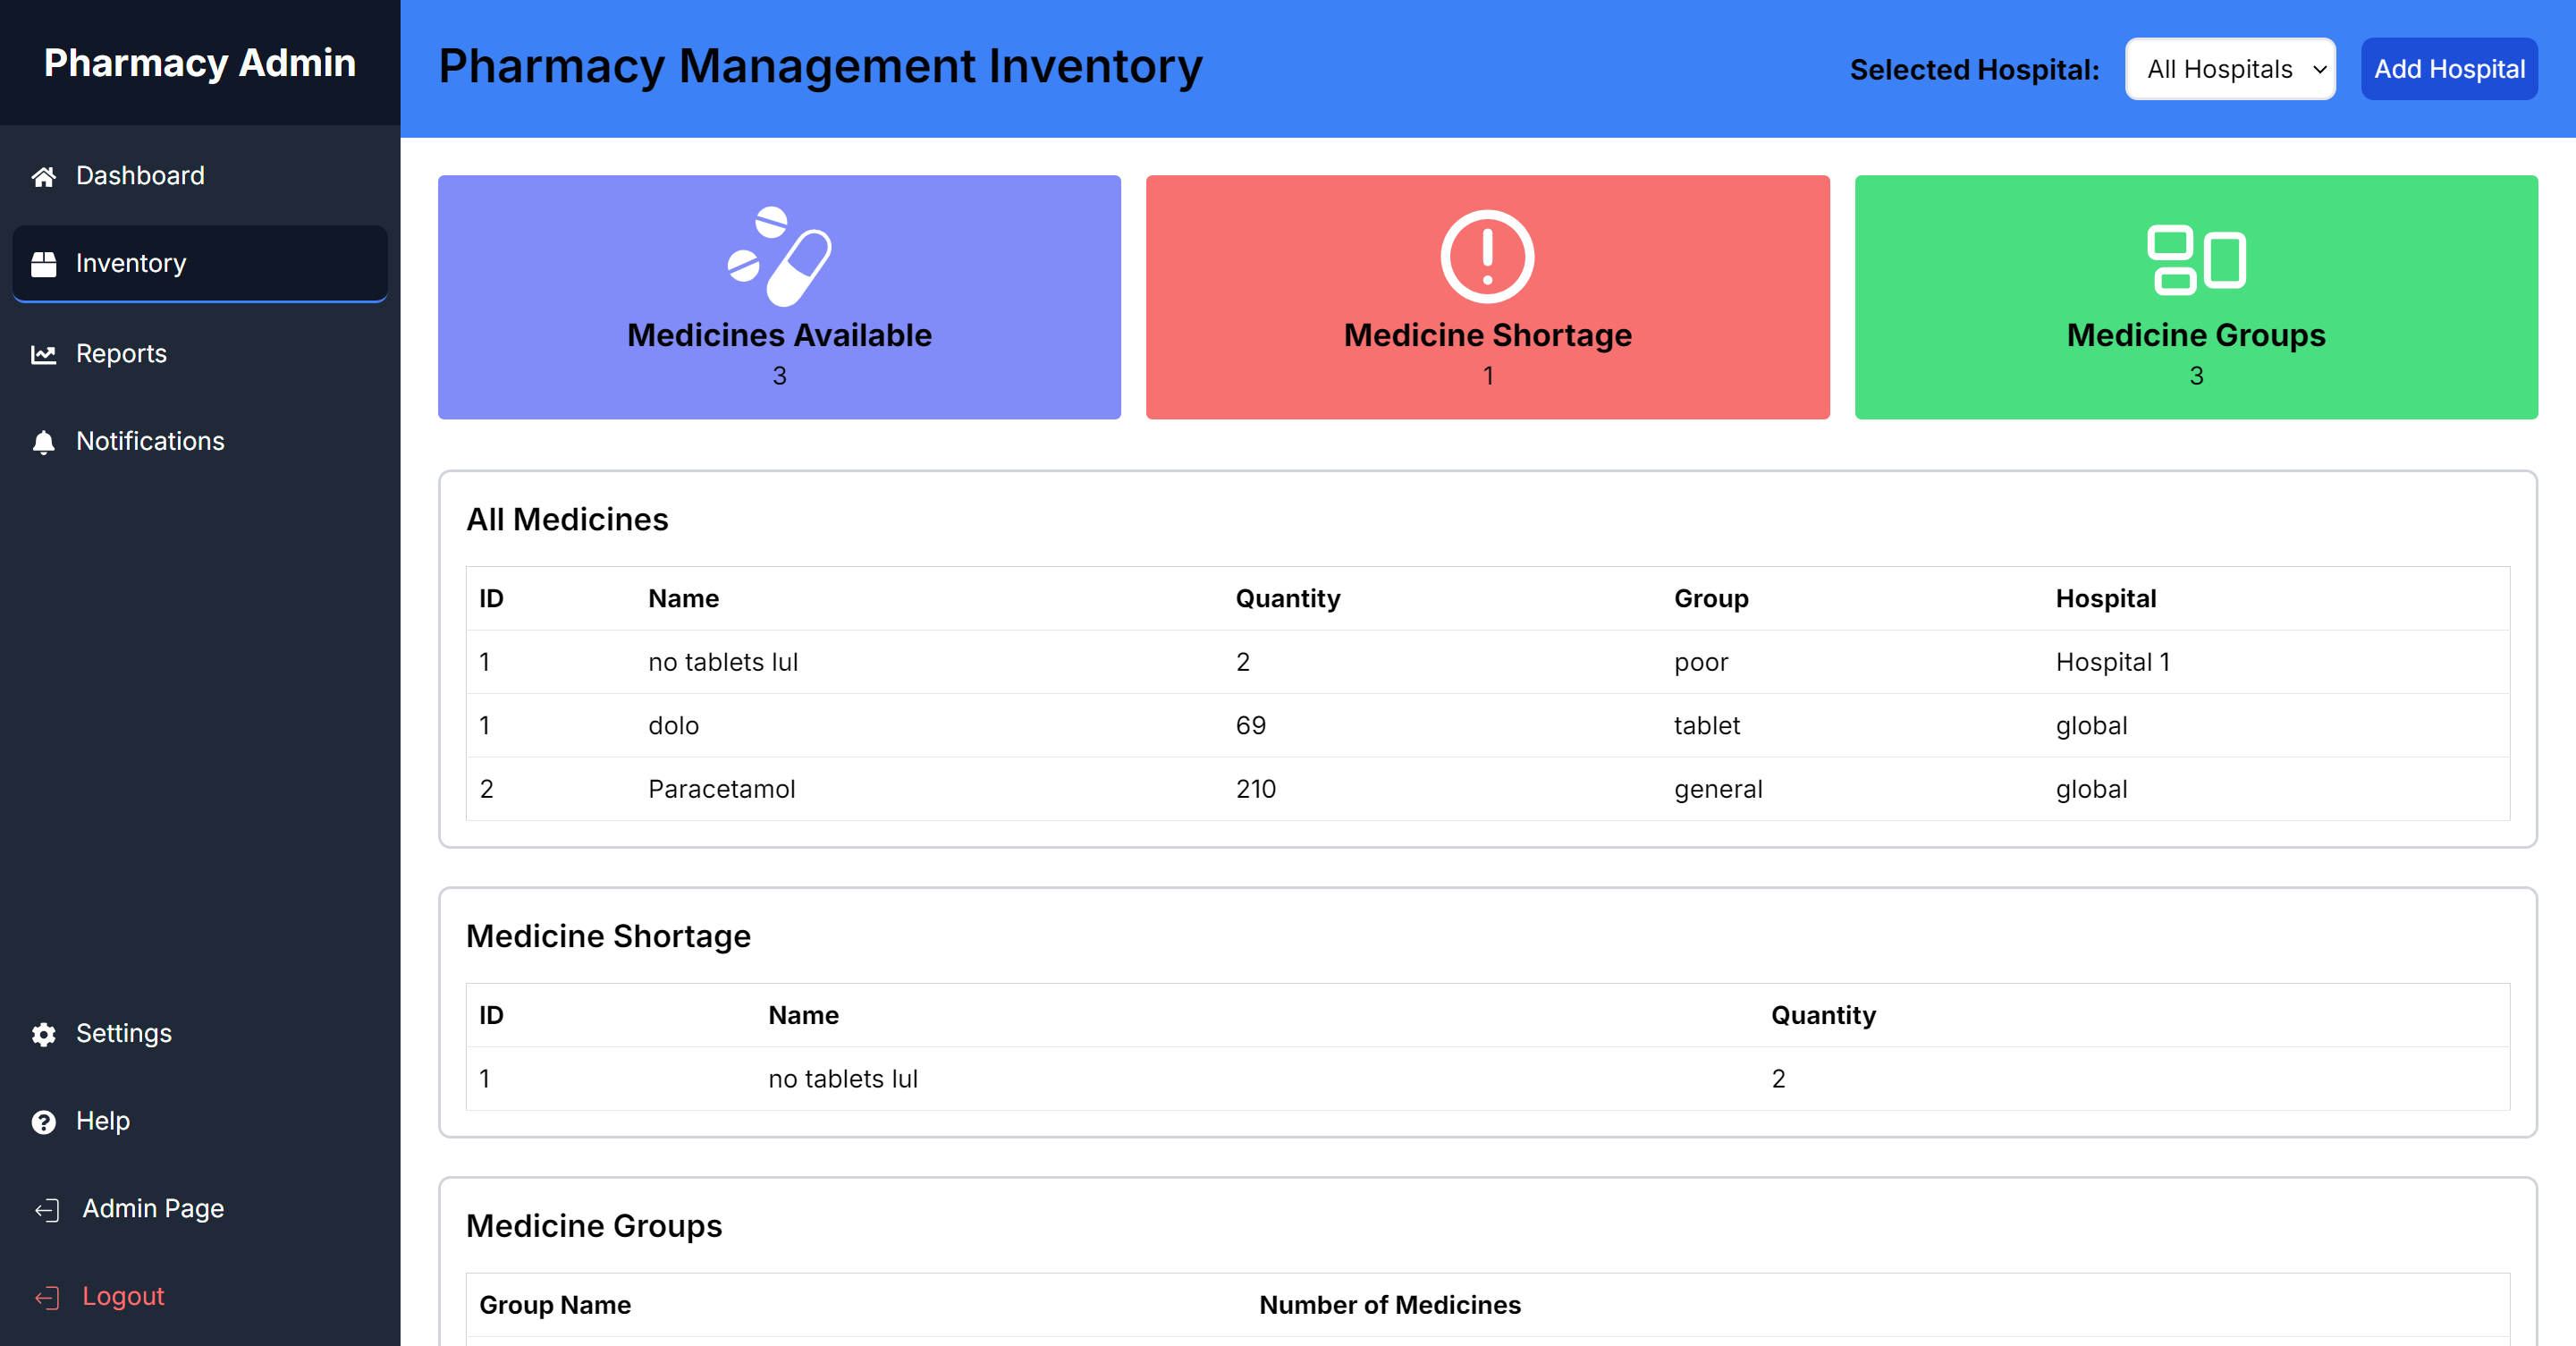 Pharmacy Admin
Dashboard
Inventory
Reports
Notifications
Settings
Help
Admin Page
Logout
Pharmacy Management Inventory
Selected Hospital: All Hospitals Add Hospital
Medicines Available
3
Medicine Shortage
1
Medicine Groups
3
All Medicines
ID Name Quantity Group Hospital
1 no tablets lul 2 poor Hospital 1
1 dolo 69 tablet global
2 Paracetamol 210 general global
Medicine Shortage
ID Name Quantity
1 no tablets lul 2
Medicine Groups
Group Name Number of Medicines